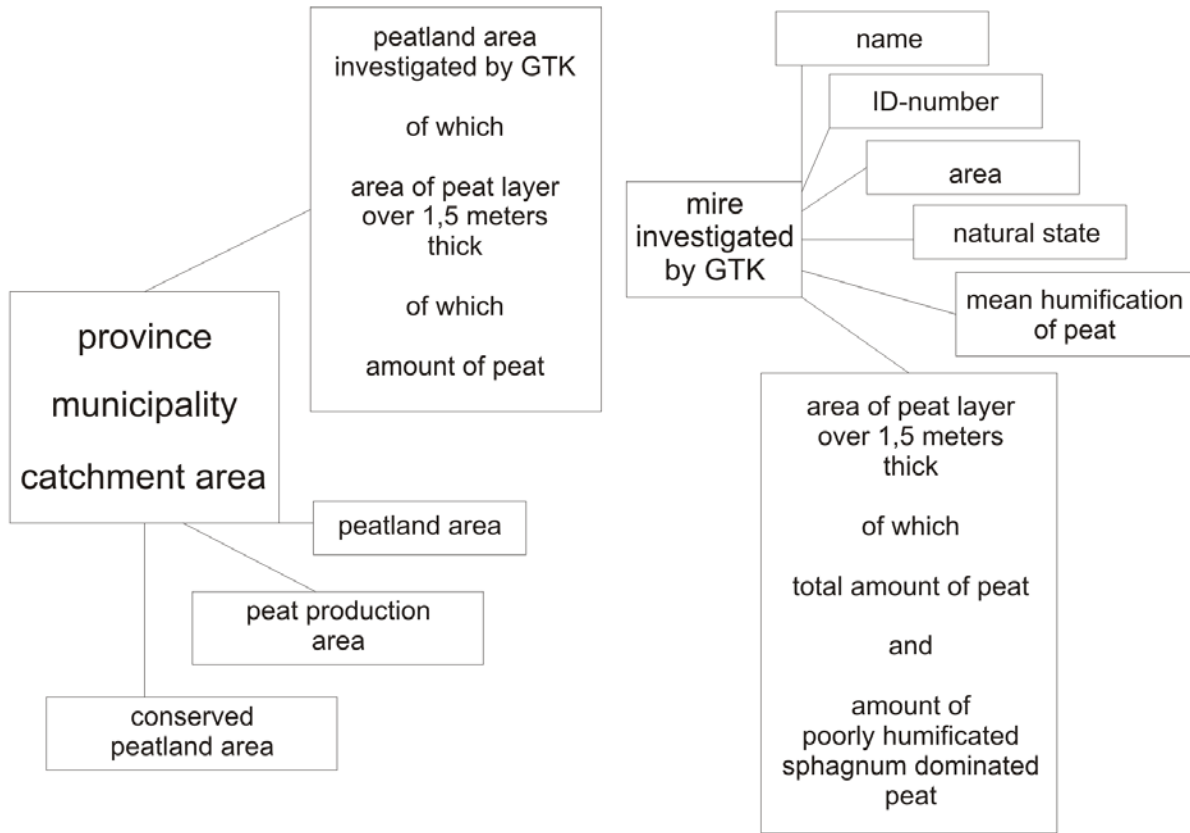 peatland area
investigated by GTK
of which
area of peat layer
over 1,5 meters
thick
of which
amount of peat
province
municipality
catchment area
peatland area
peat production
area
conserved
peatland area
name
ID-number
area
natural state
mean humification
of peat
mire
investigated
by GTK
area of peat layer
over 1,5 meters
thick
of which
total amount of peat
and
amount of
poorly humificated
sphagnum dominated
peat